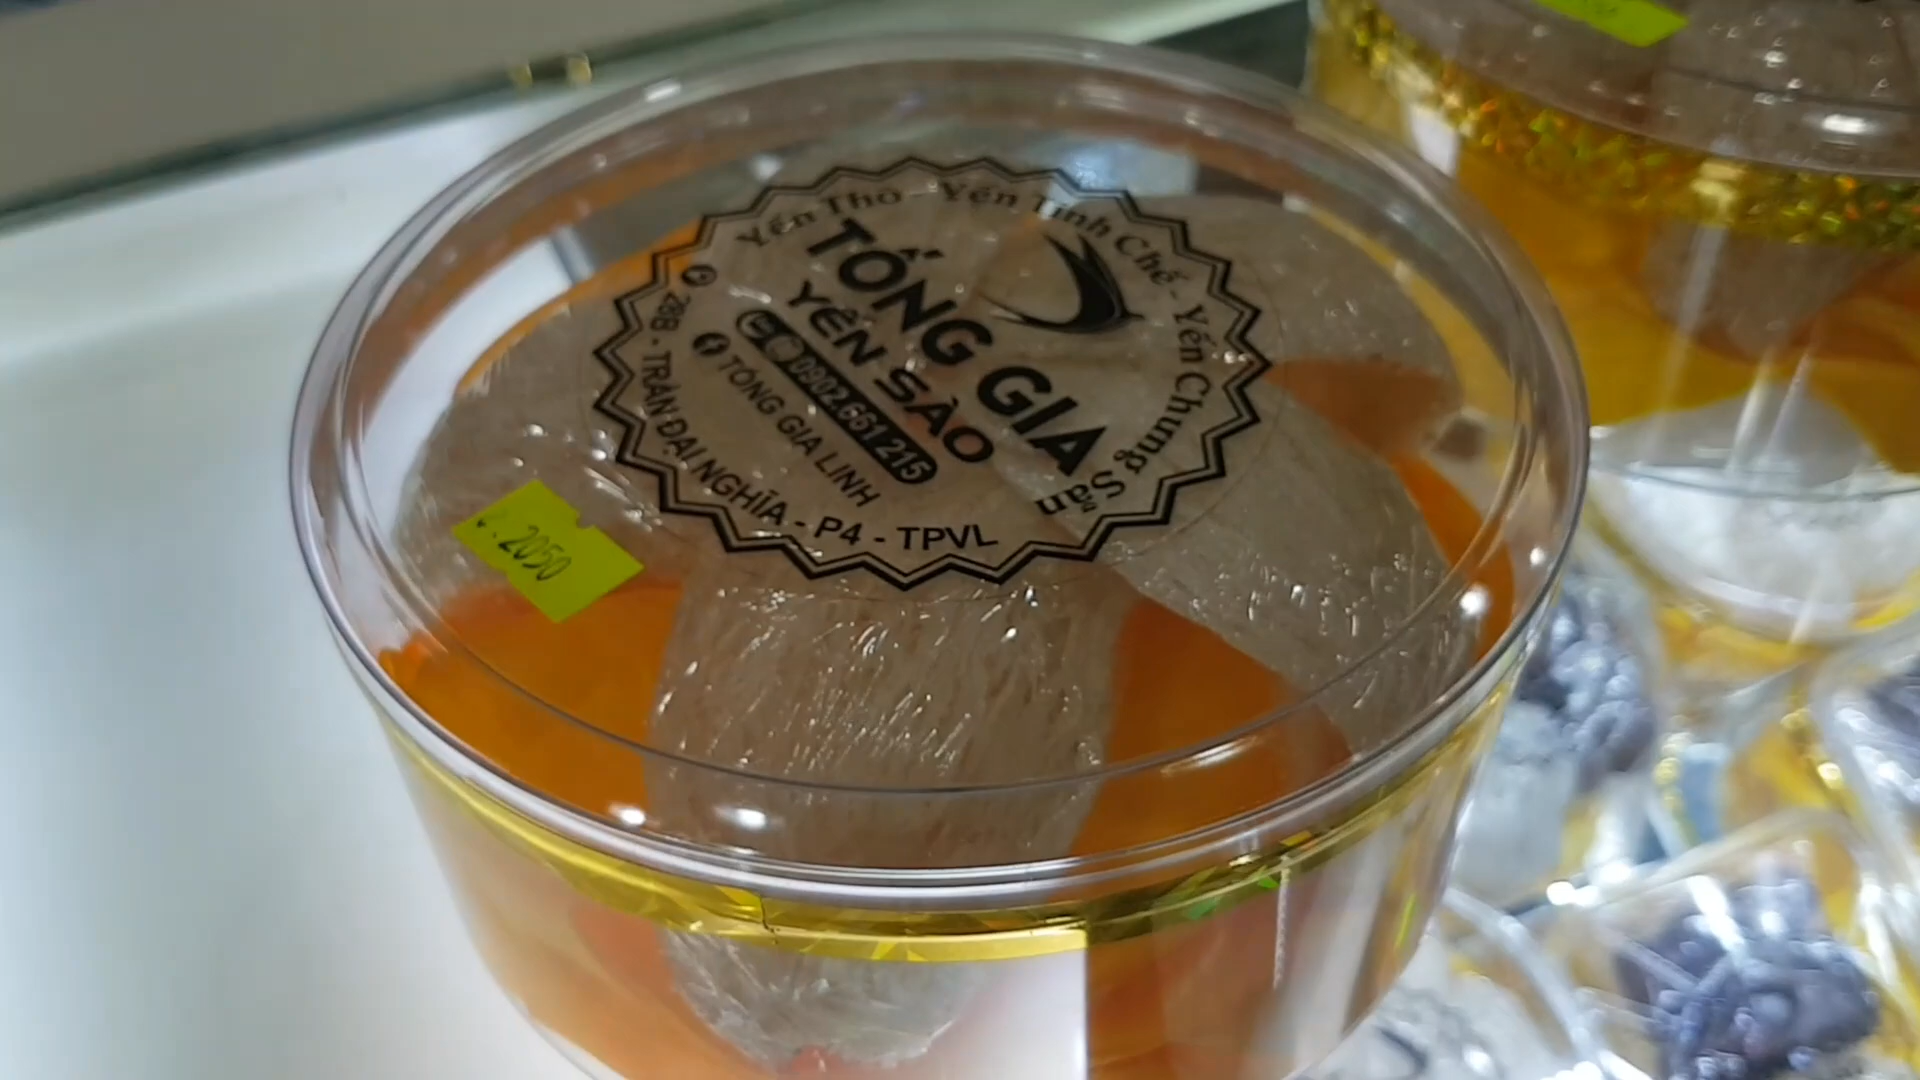 Yến Thô - Yến Tinh Chế - Yến Chưng Sẵn
TỐNG GIA
YẾN SÀO
0902.661 215
TỐNG GIA LINH
28B - TRẦN ĐẠI NGHĨA - P4 - TPVL
2050